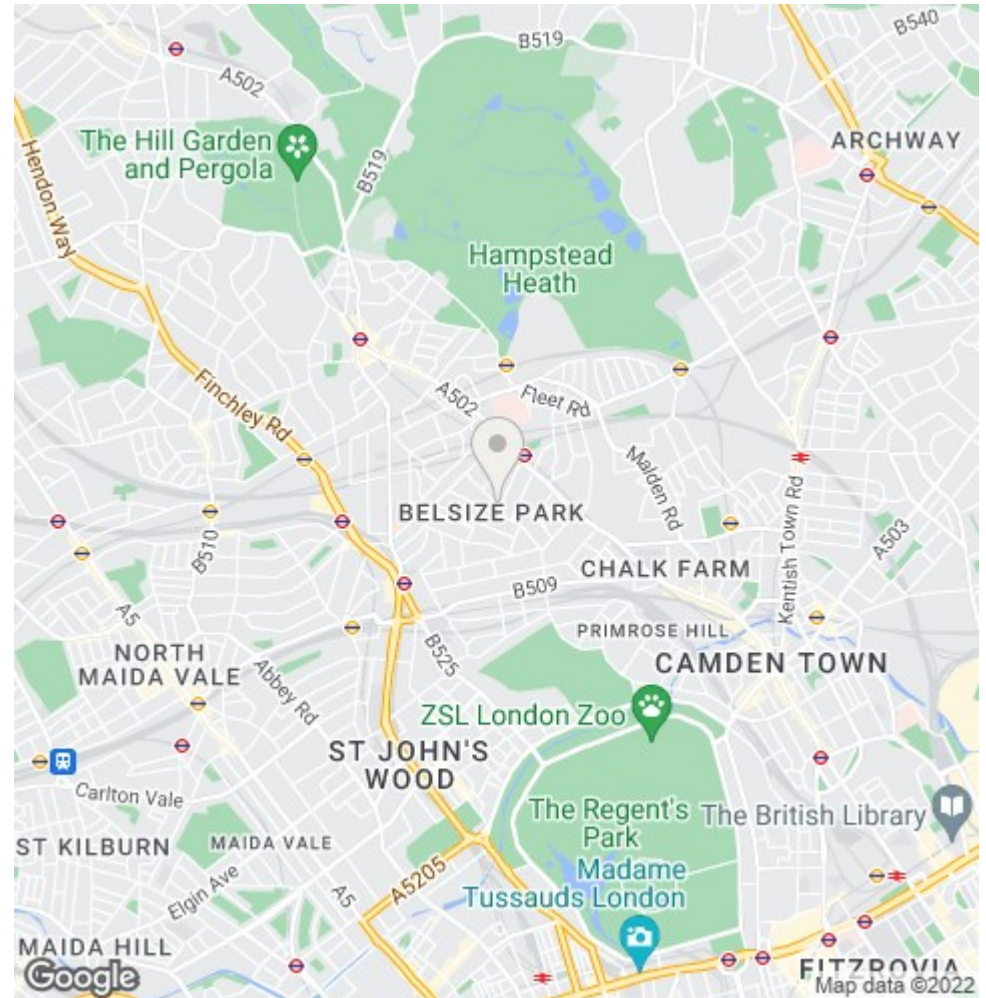 B519
B540
A502
The Hill Garden
and Pergola
B519
ARCHWAY
Hendon Way
Hampstead
Heath
Finchley Rd
A502
Fleet Rd
Malden Rd
BELSIZE PARK
Kentish Town Rd
A503
B510
CHALK FARM
B509
A5
PRIMROSE HILL
NORTH
MAIDA VALE
B525
CAMDEN TOWN
Abbey Rd
ZSL London Zoo
ST JOHN'S
WOOD
Carlton Vale
The Regent's
Park
The British Library
ST KILBURN
MAIDA VALE
Madame
Tussauds London
Elgin Ave
A5
A5205
MAIDA HILL
FITZROVIA
Google
Map data ©2022